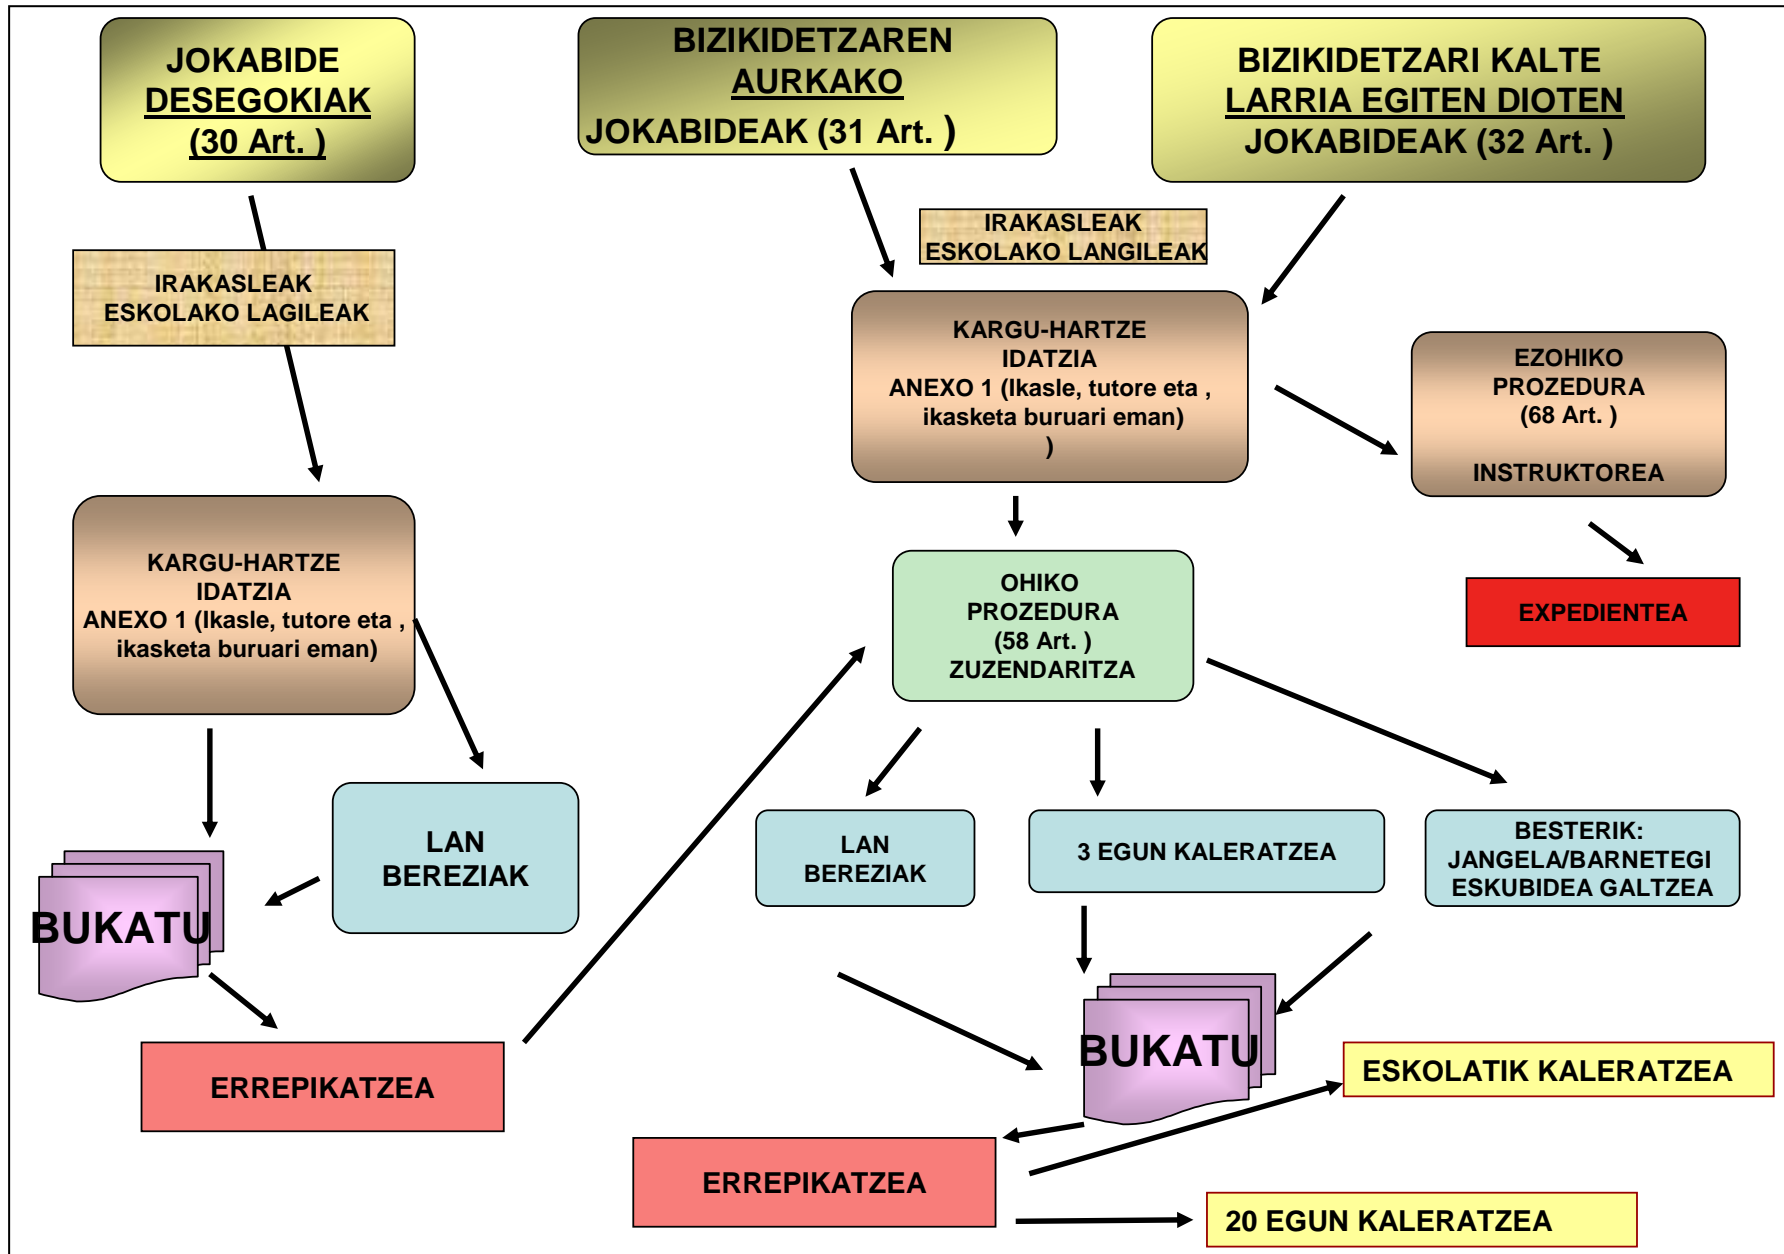 JOKABIDE
DESEGOKIAK
(30 Art. )
BIZIKIDETZAREN
AURKAKO
JOKABIDEAK (31 Art. )
BIZIKIDETZARI KALTE
LARRIA EGITEN DIOTEN
JOKABIDEAK (32 Art. )
IRAKASLEAK
ESKOLAKO LAGILEAK
IRAKASLEAK
ESKOLAKO LANGILEAK
KARGU-HARTZE
IDATZIA
ANEXO 1 (Ikasle, tutore eta ,
ikasketa buruari eman)
)
EZOHIKO
PROZEDURA
(68 Art. )
INSTRUKTOREA
KARGU-HARTZE
IDATZIA
ANEXO 1 (Ikasle, tutore eta ,
ikasketa buruari eman)
OHIKO
PROZEDURA
(58 Art. )
ZUZENDARITZA
EXPEDIENTEA
LAN
BEREZIAK
LAN
BEREZIAK
3 EGUN KALERATZEA
BESTERIK:
JANGELA/BARNETEGI
ESKUBIDEA GALTZEA
BUKATU
BUKATU
ERREPIKATZEA
ESKOLATIK KALERATZEA
ERREPIKATZEA
20 EGUN KALERATZEA